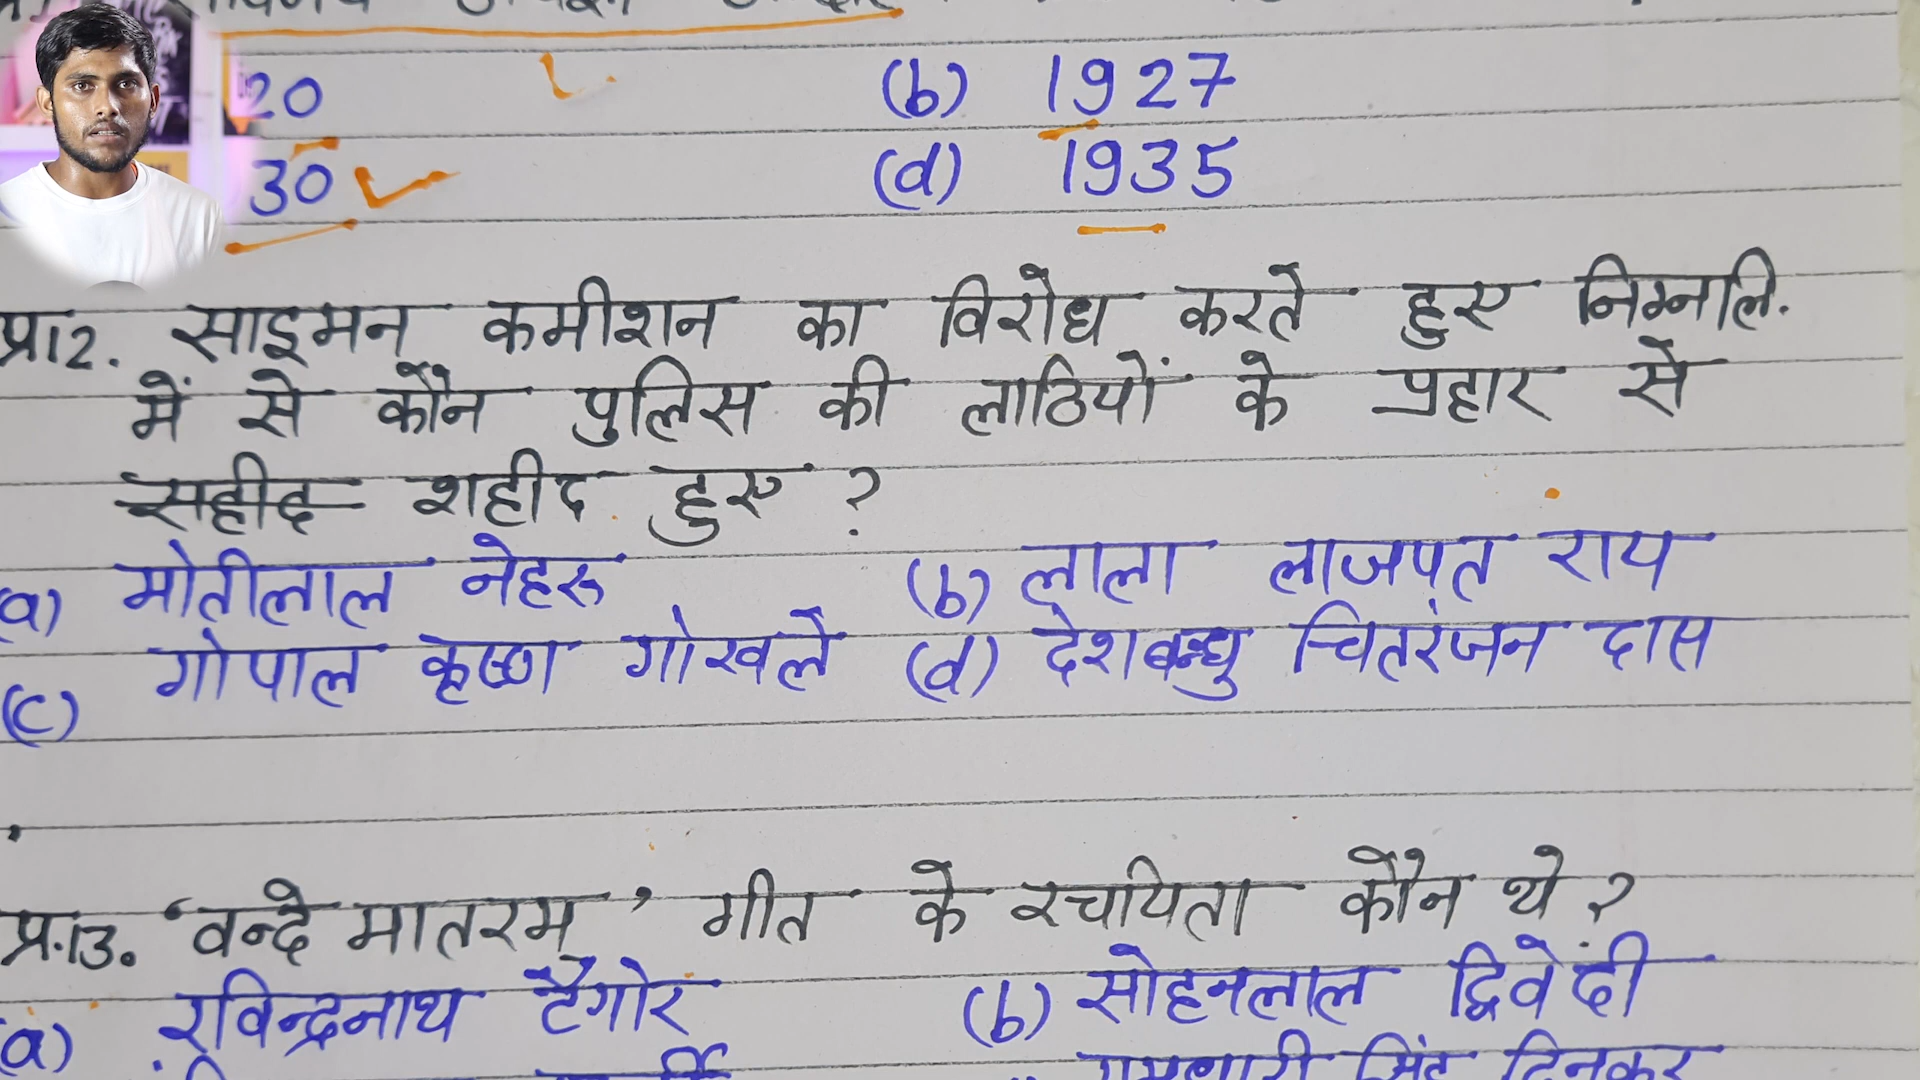 20 (b) 1927
30 (d) 1935
प्र12. साइमन कमीशन का विरोध करते हुए निम्नलि.
में से कौन पुलिस की लाठियों के प्रहार से
सहीद शहीद हुए ?
(a) मोतीलाल नेहरू (b) लाला लाजपत राय
(c) गोपाल कृष्ण गोखले (d) देशबन्धु चितरंजन दास
प्र.13. 'वन्दे मातरम' गीत के रचयिता कौन थे ?
(a) रविन्द्रनाथ टैगोर (b) सोहनलाल द्विवेदी
सिंह दिनकर